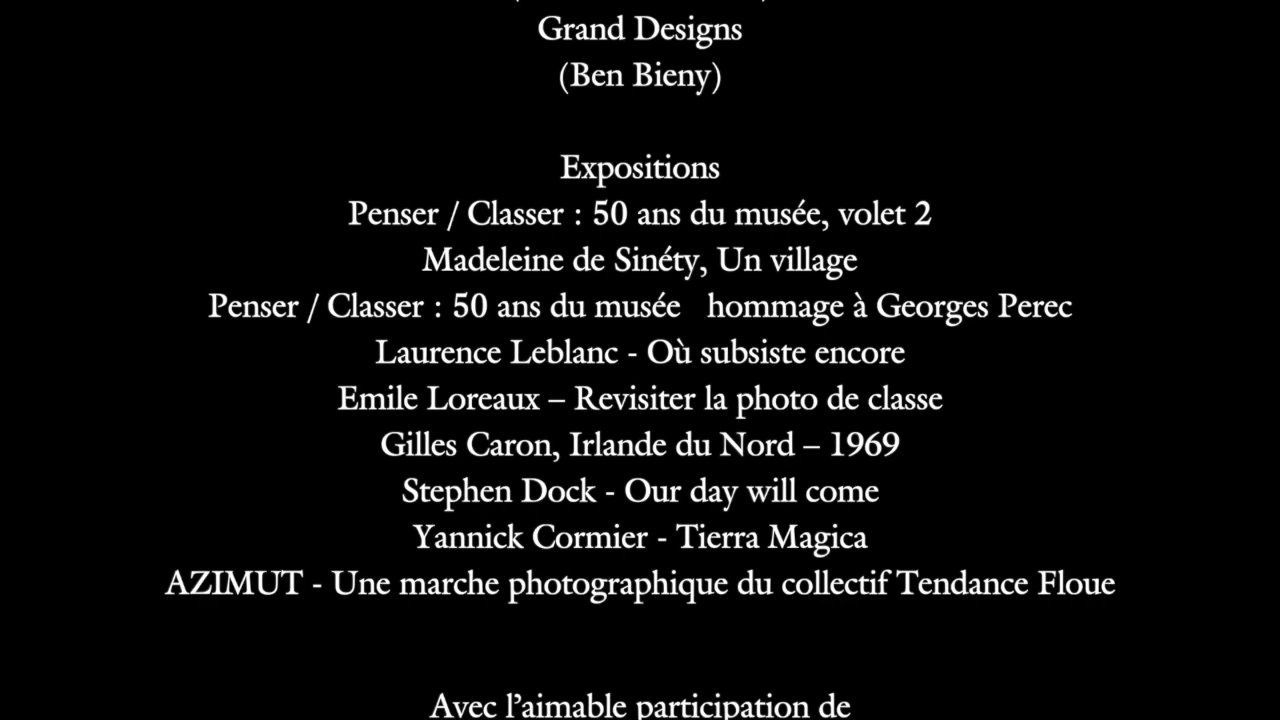 Grand Designs
(Ben Bieny)
Expositions
Penser / Classer : 50 ans du musée, volet 2
Madeleine de Sinéty, Un village
Penser / Classer : 50 ans du musée hommage à Georges Perec
Laurence Leblanc - Où subsiste encore
Emile Loreaux – Revisiter la photo de classe
Gilles Caron, Irlande du Nord – 1969
Stephen Dock - Our day will come
Yannick Cormier - Tierra Magica
AZIMUT - Une marche photographique du collectif Tendance Floue
Avec l’aimable participation de